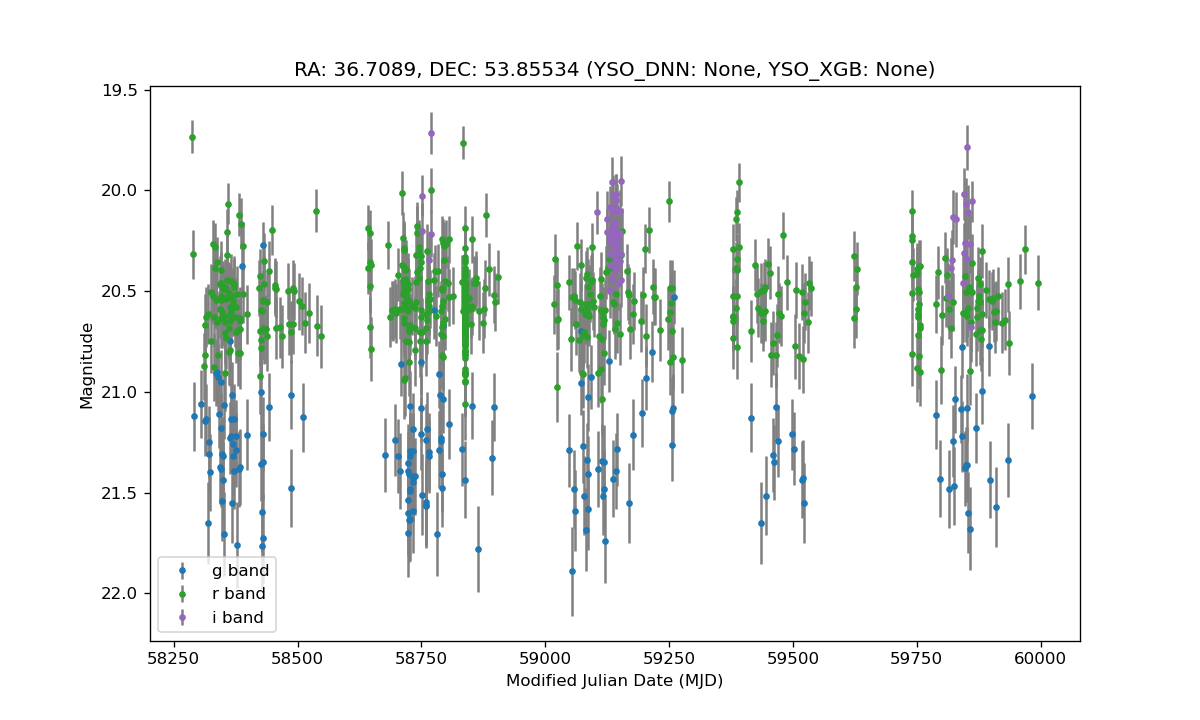 RA: 36.7089, DEC: 53.85534 (YSO_DNN: None, YSO_XGB: None)
19.5
20.0
20.5
21.0
21.5
22.0
Magnitude
g band
r band
i band
58250 58500 58750 59000 59250 59500 59750 60000
Modified Julian Date (MJD)